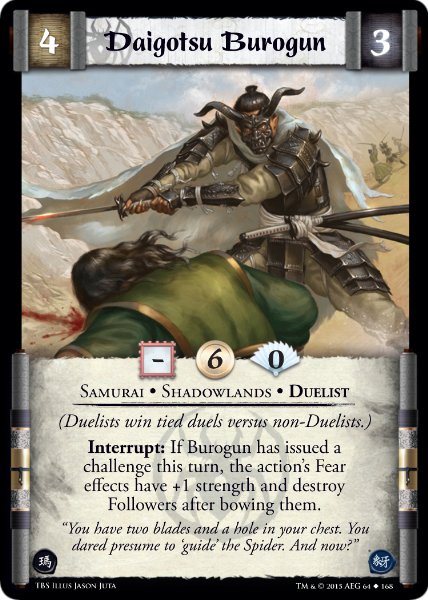 4 Daigotsu Burogun 3
- 6 0
Samurai • Shadowlands • Duelist
(Duelists win tied duels versus non-Duelists.)
Interrupt: If Burogun has issued a
challenge this turn, the action's Fear
effects have +1 strength and destroy
Followers after bowing them.
“You have two blades and a hole in your chest. You
dared presume to ‘guide’ the Spider. And now?”
TBS Illus Jason Juta TM & © 2015 AEG 64 ♦ 168